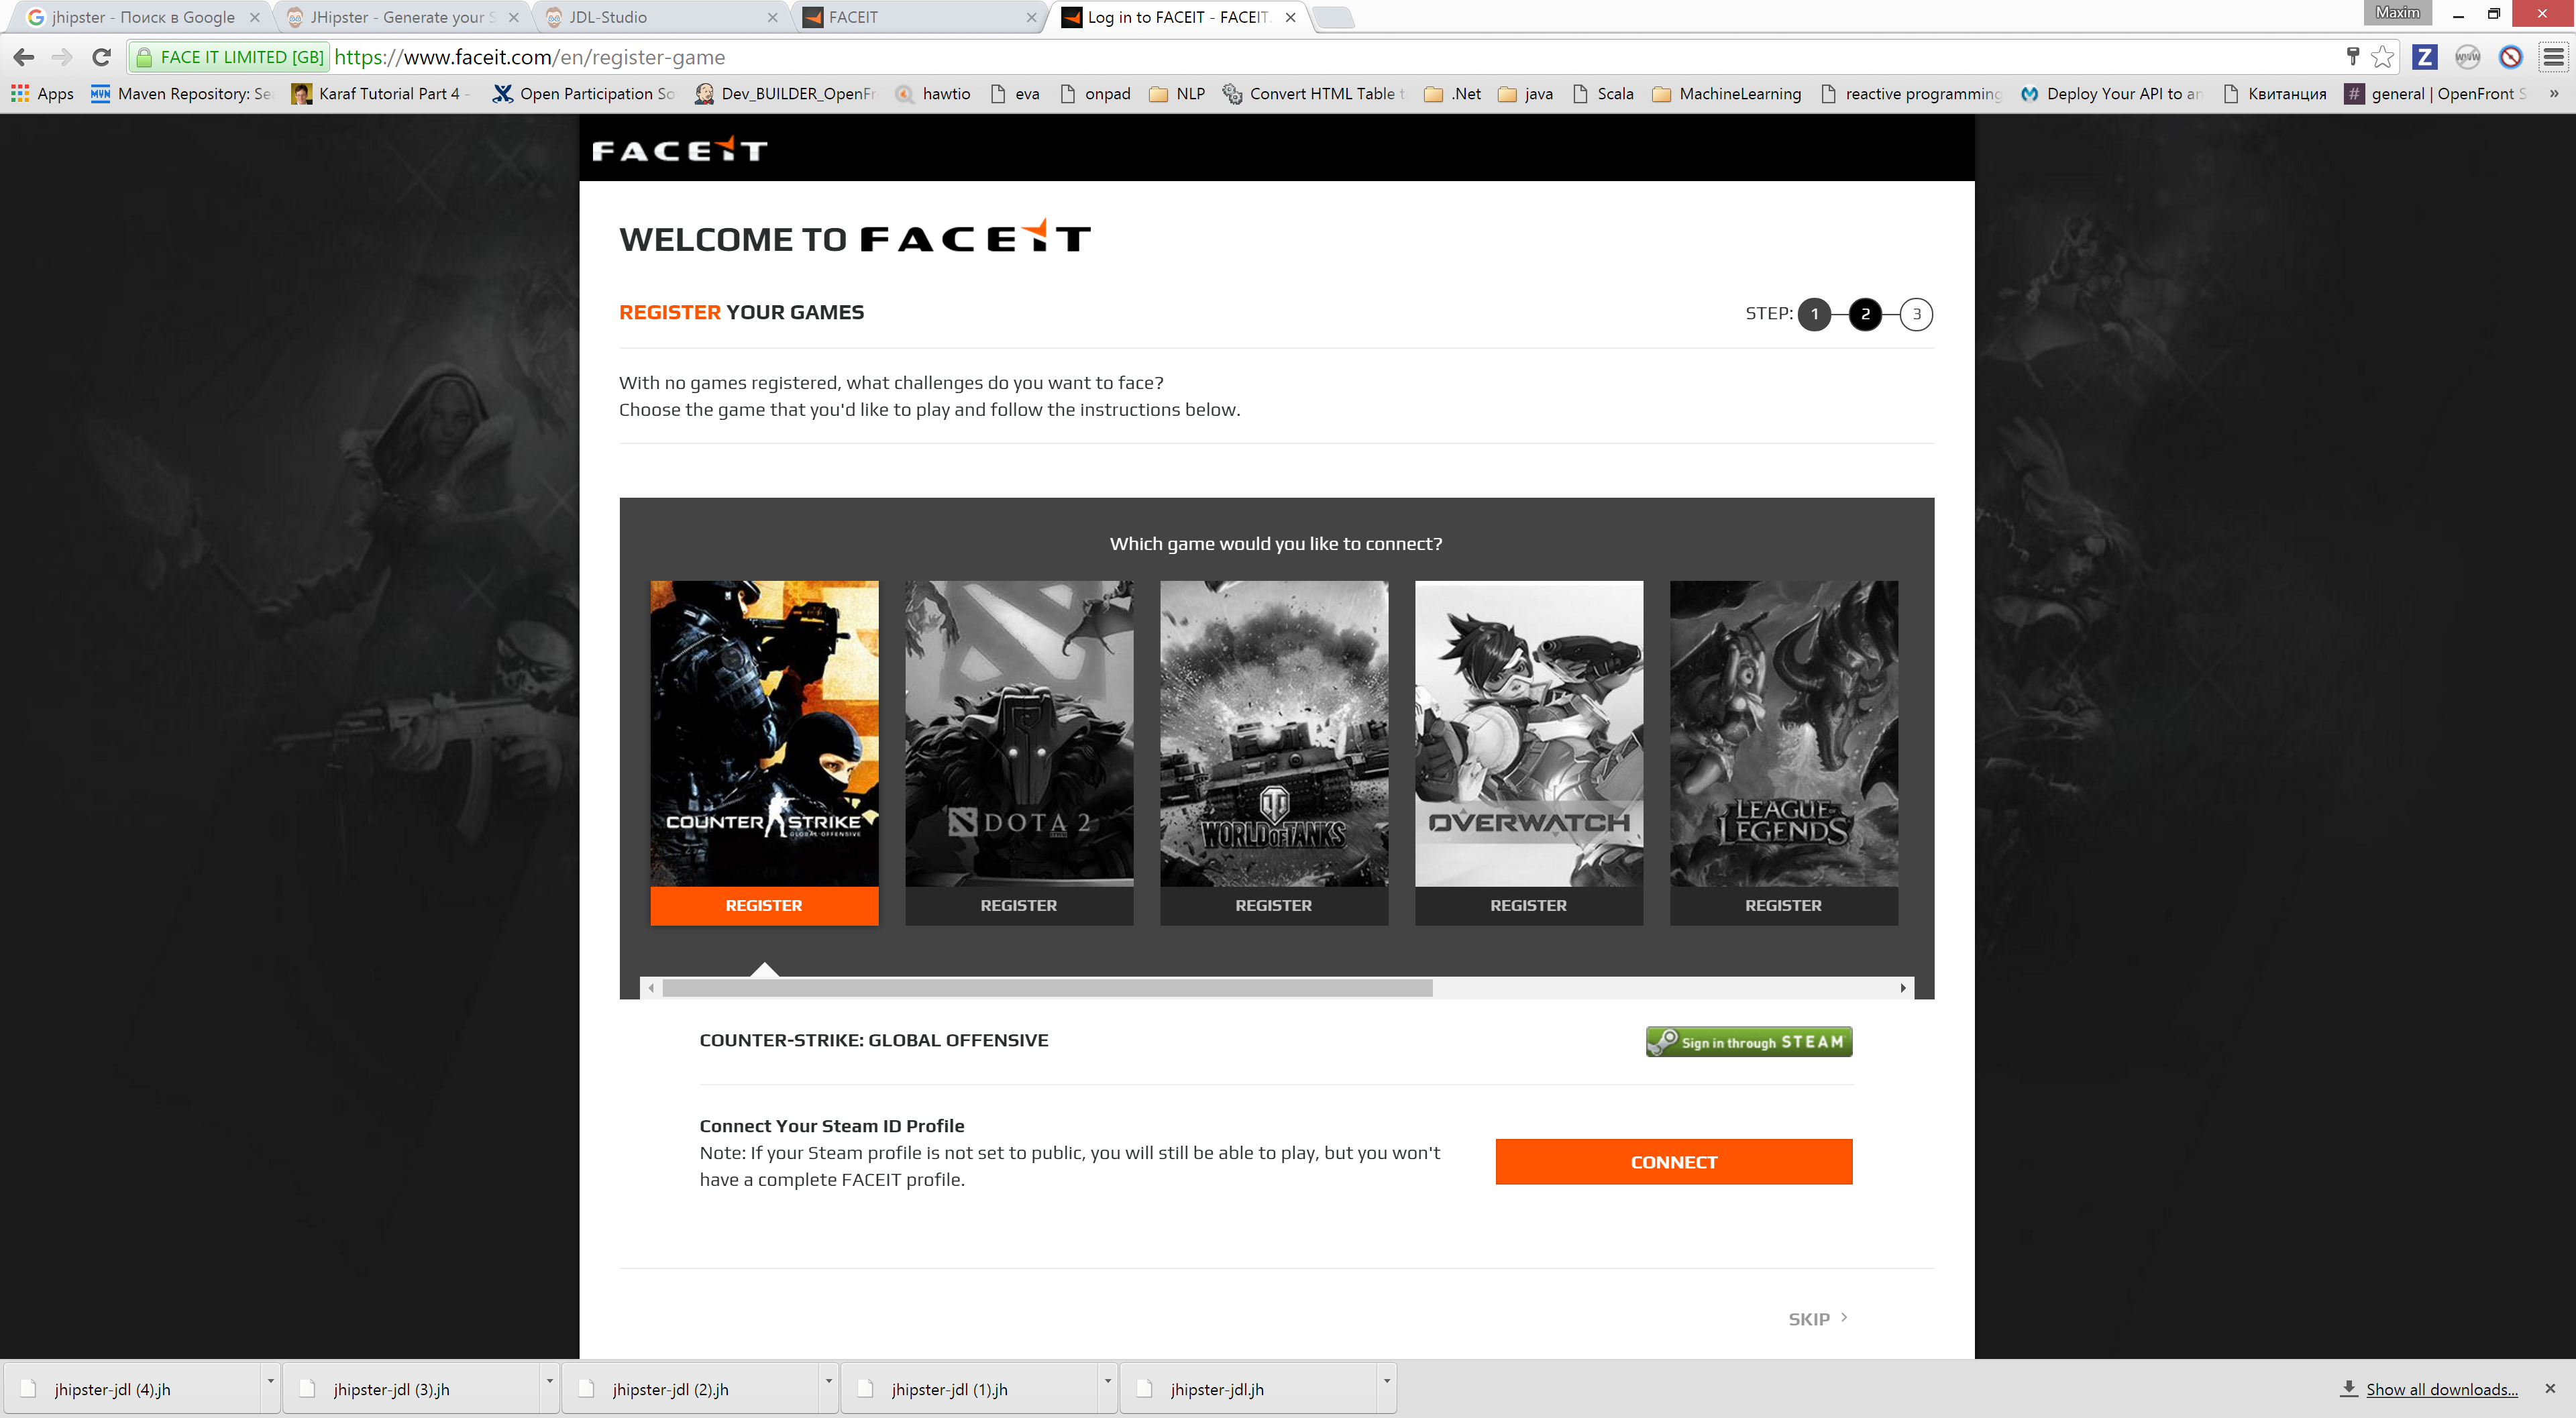 jhipster - Поиск в Google
JHipster - Generate your S
JDL-Studio
FACEIT
Log in to FACEIT - FACEIT.
Maxim
FACE IT LIMITED [GB]
https://www.faceit.com/en/register-game
Apps
Maven Repository: Se
Karaf Tutorial Part 4 -
Open Participation So
Dev_BUILDER_OpenFr
hawtio
eva
onpad
NLP
Convert HTML Table t
.Net
java
Scala
MachineLearning
reactive programming
Deploy Your API to an
Квитанция
general | OpenFront S
»
FACEIT
WELCOME TO FACEIT
REGISTER YOUR GAMES
STEP: 1 2 3
With no games registered, what challenges do you want to face?
Choose the game that you'd like to play and follow the instructions below.
Which game would you like to connect?
COUNTER STRIKE
GLOBAL OFFENSIVE
DOTA 2
WORLD OF TANKS
OVERWATCH
LEAGUE OF LEGENDS
REGISTER
REGISTER
REGISTER
REGISTER
REGISTER
COUNTER-STRIKE: GLOBAL OFFENSIVE
Sign in through STEAM
Connect Your Steam ID Profile
Note: If your Steam profile is not set to public, you will still be able to play, but you won't
have a complete FACEIT profile.
CONNECT
SKIP
jhipster-jdl (4).jh
jhipster-jdl (3).jh
jhipster-jdl (2).jh
jhipster-jdl (1).jh
jhipster-jdl.jh
Show all downloads...